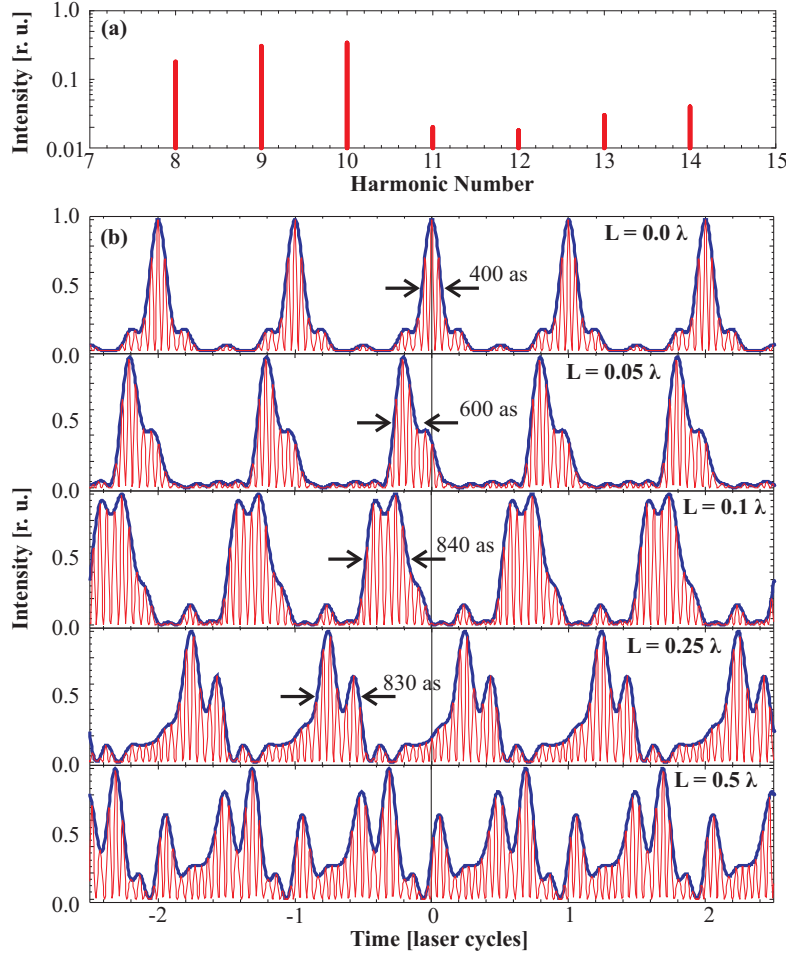 (a)
Intensity [r. u.]
1.0
0.1
0.01
7 8 9 10 11 12 13 14 15
Harmonic Number
(b)
Intensity [r. u.]
1.0
0.5
L = 0.0 λ
400 as
0.0
0.5
L = 0.05 λ
600 as
0.0
0.5
L = 0.1 λ
840 as
0.0
0.5
L = 0.25 λ
830 as
0.0
0.5
L = 0.5 λ
0.0
-2 -1 0 1 2
Time [laser cycles]